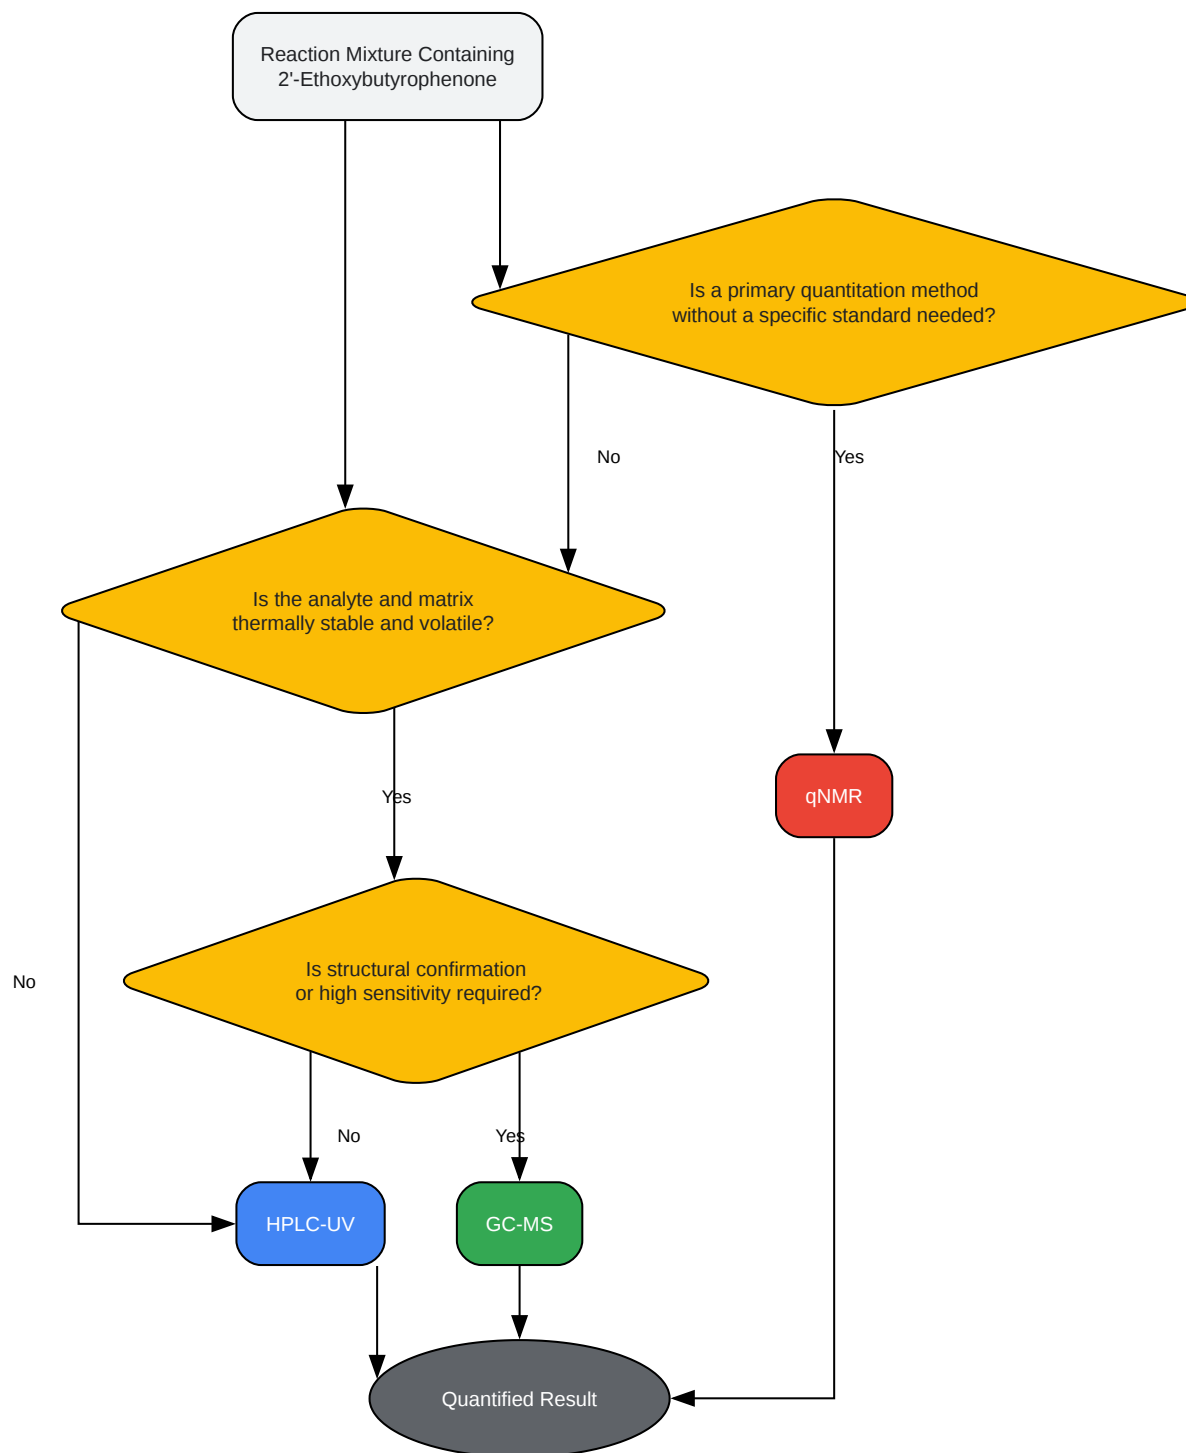 Reaction Mixture Containing
2'-Ethoxybutyrophenone
Is a primary quantitation method
without a specific standard needed?
No
Yes
Is the analyte and matrix
thermally stable and volatile?
Yes
qNMR
Is structural confirmation
or high sensitivity required?
No
No
Yes
HPLC-UV
GC-MS
Quantified Result